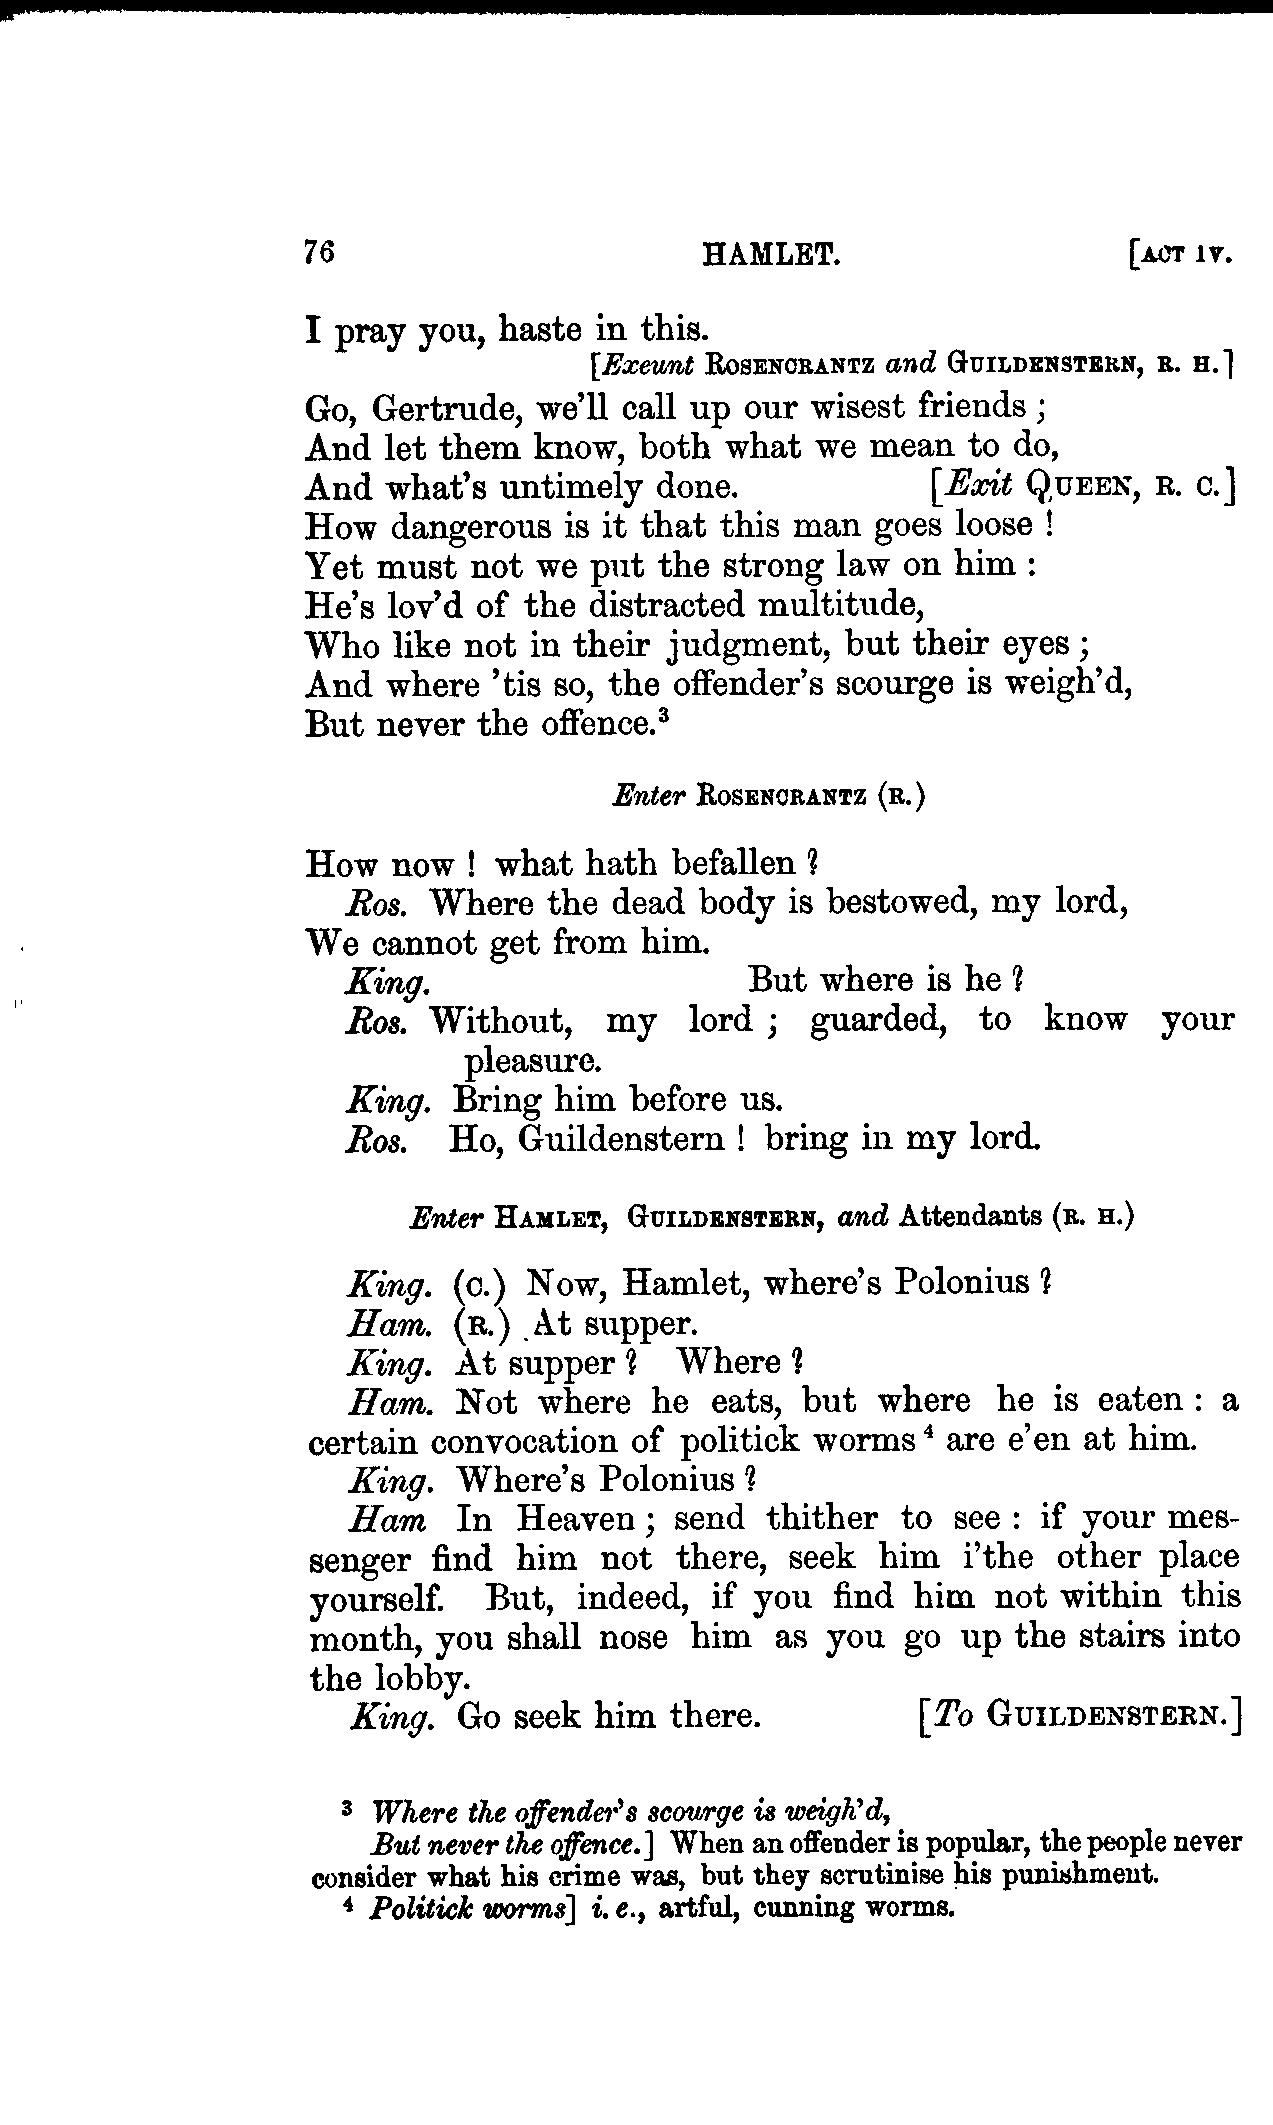 76 HAMLET. [ACT IV.
I pray you, haste in this.
[Exeunt ROSENCRANTZ and GUILDENSTERN, R. H.]
Go, Gertrude, we'll call up our wisest friends ;
And let them know, both what we mean to do,
And what's untimely done. [Exit QUEEN, R. C.]
How dangerous is it that this man goes loose !
Yet must not we put the strong law on him :
He's lov'd of the distracted multitude,
Who like not in their judgment, but their eyes ;
And where 'tis so, the offender's scourge is weigh'd,
But never the offence.³
Enter ROSENCRANTZ (R.)
How now ! what hath befallen ?
Ros. Where the dead body is bestowed, my lord,
We cannot get from him.
King. But where is he ?
Ros. Without, my lord ; guarded, to know your
pleasure.
King. Bring him before us.
Ros. Ho, Guildenstern ! bring in my lord.
Enter HAMLET, GUILDENSTERN, and Attendants (R. H.)
King. (C.) Now, Hamlet, where's Polonius ?
Ham. (R.) At supper.
King. At supper ? Where ?
Ham. Not where he eats, but where he is eaten : a
certain convocation of politick worms⁴ are e'en at him.
King. Where's Polonius ?
Ham In Heaven ; send thither to see : if your mes-
senger find him not there, seek him i'the other place
yourself. But, indeed, if you find him not within this
month, you shall nose him as you go up the stairs into
the lobby.
King. Go seek him there. [To GUILDENSTERN.]
³ Where the offender's scourge is weigh'd,
But never the offence.] When an offender is popular, the people never
consider what his crime was, but they scrutinise his punishment.
⁴ Politick worms] i. e., artful, cunning worms.